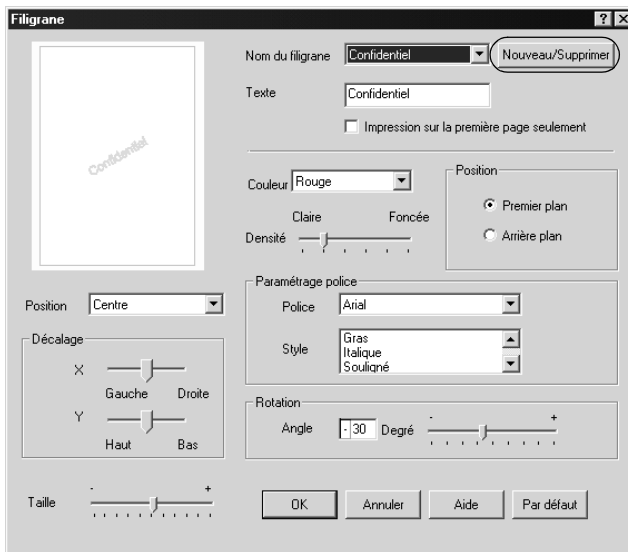 Filigrane
Nom du filigrane Confidentiel Nouveau/Supprimer
Texte Confidentiel
Impression sur la première page seulement
Confidentiel
Couleur Rouge
Position
Premier plan
Arrière plan
Claire Foncée
Densité
Position Centre
Paramétrage police
Police Arial
Style Gras
Italique
Souligné
Décalage
X
Gauche Droite
Y
Haut Bas
Rotation
Angle - 30 Degré - +
Taille - +
OK Annuler Aide Par défaut